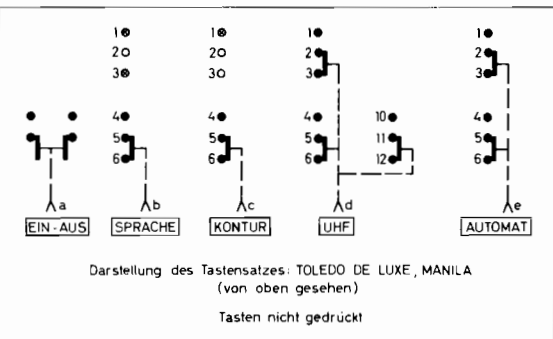 1 1 1 1
2 2 2 2
3 3 3 3
4 4 4 10 4
5 5 5 11 5
6 6 6 12 6
a b c d e
EIN-AUS SPRACHE KONTUR UHF AUTOMAT
Darstellung des Tastensatzes: TOLEDO DE LUXE, MANILA
(von oben gesehen)
Tasten nicht gedrückt